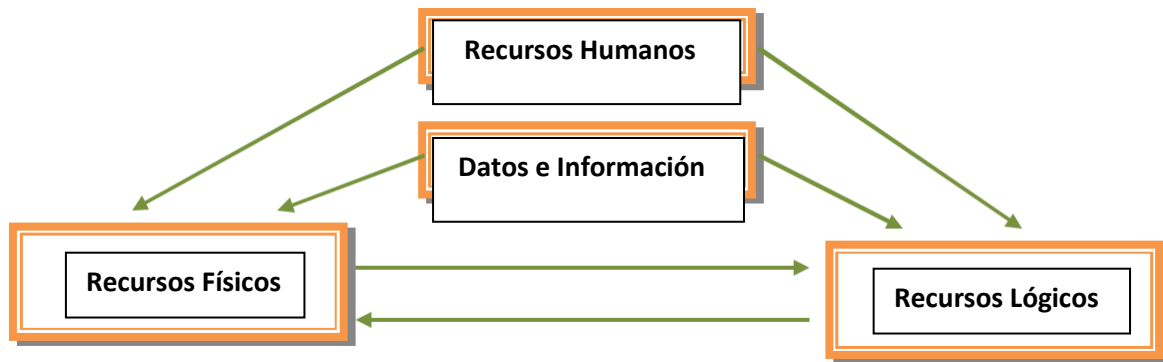 Recursos Humanos
Datos e Información
Recursos Físicos
Recursos Lógicos